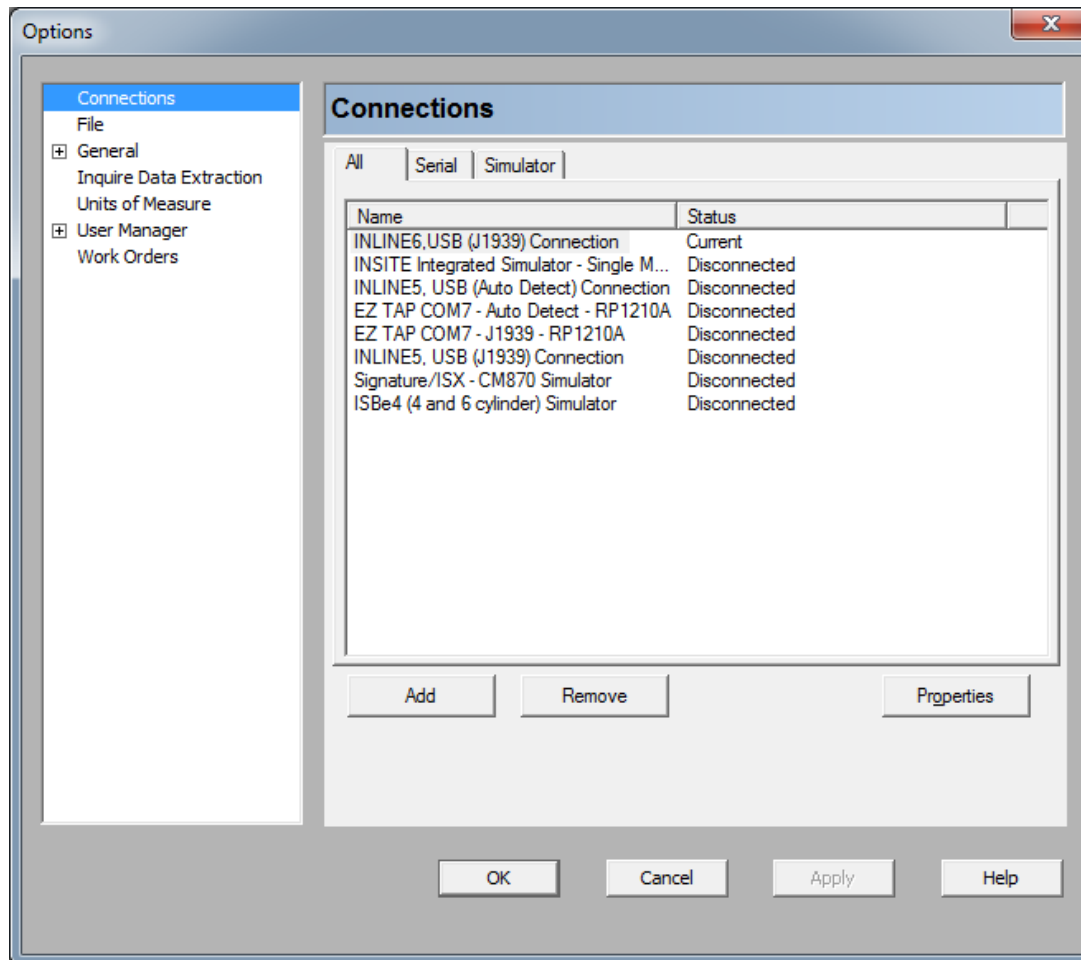 Options
Connections
File
General
Inquire Data Extraction
Units of Measure
User Manager
Work Orders
Connections
All Serial Simulator
Name Status
INLINE6,USB (J1939) Connection Current
INSITE Integrated Simulator - Single M... Disconnected
INLINE5, USB (Auto Detect) Connection Disconnected
EZ TAP COM7 - Auto Detect - RP1210A Disconnected
EZ TAP COM7 - J1939 - RP1210A Disconnected
INLINE5, USB (J1939) Connection Disconnected
Signature/ISX - CM870 Simulator Disconnected
ISBe4 (4 and 6 cylinder) Simulator Disconnected
Add Remove Properties
OK Cancel Apply Help